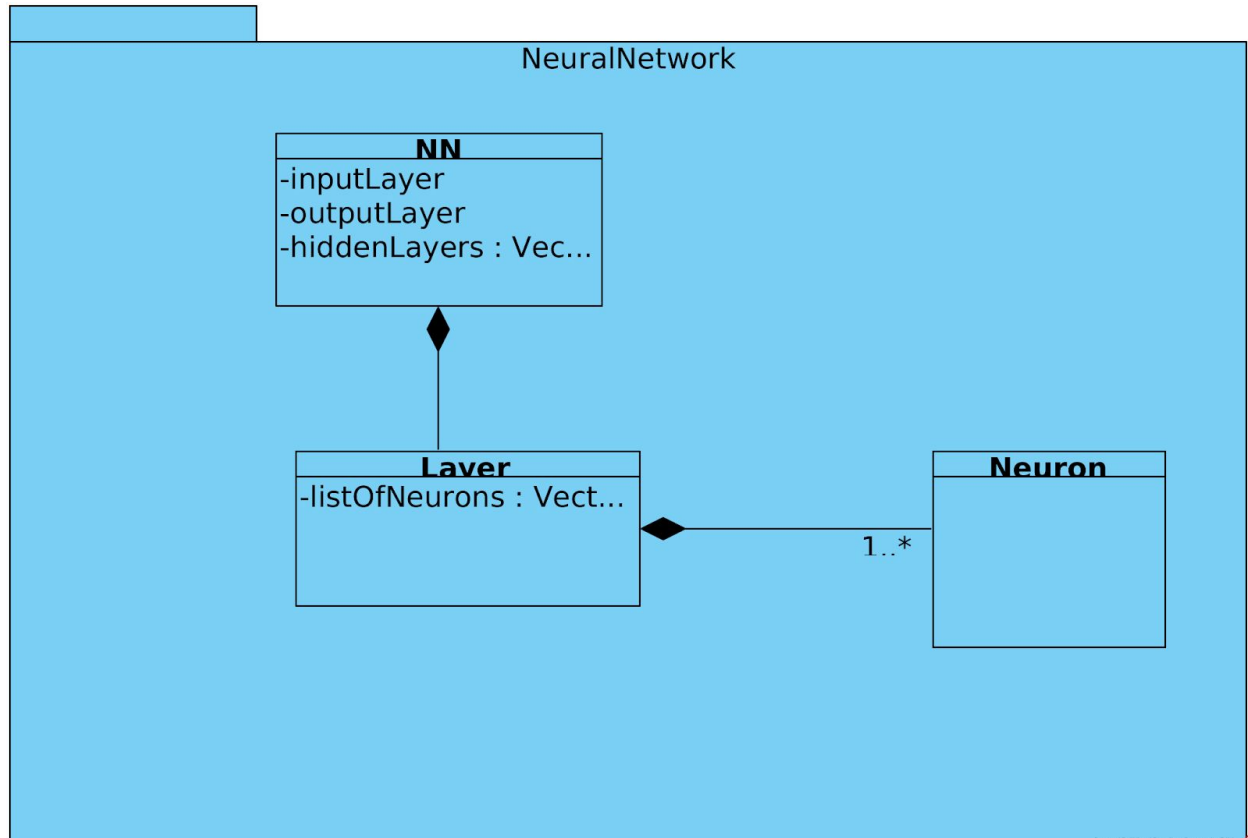 NeuralNetwork
NN
-inputLayer
-outputLayer
-hiddenLayers : Vec...
Layer
-listOfNeurons : Vect...
Neuron
1..*